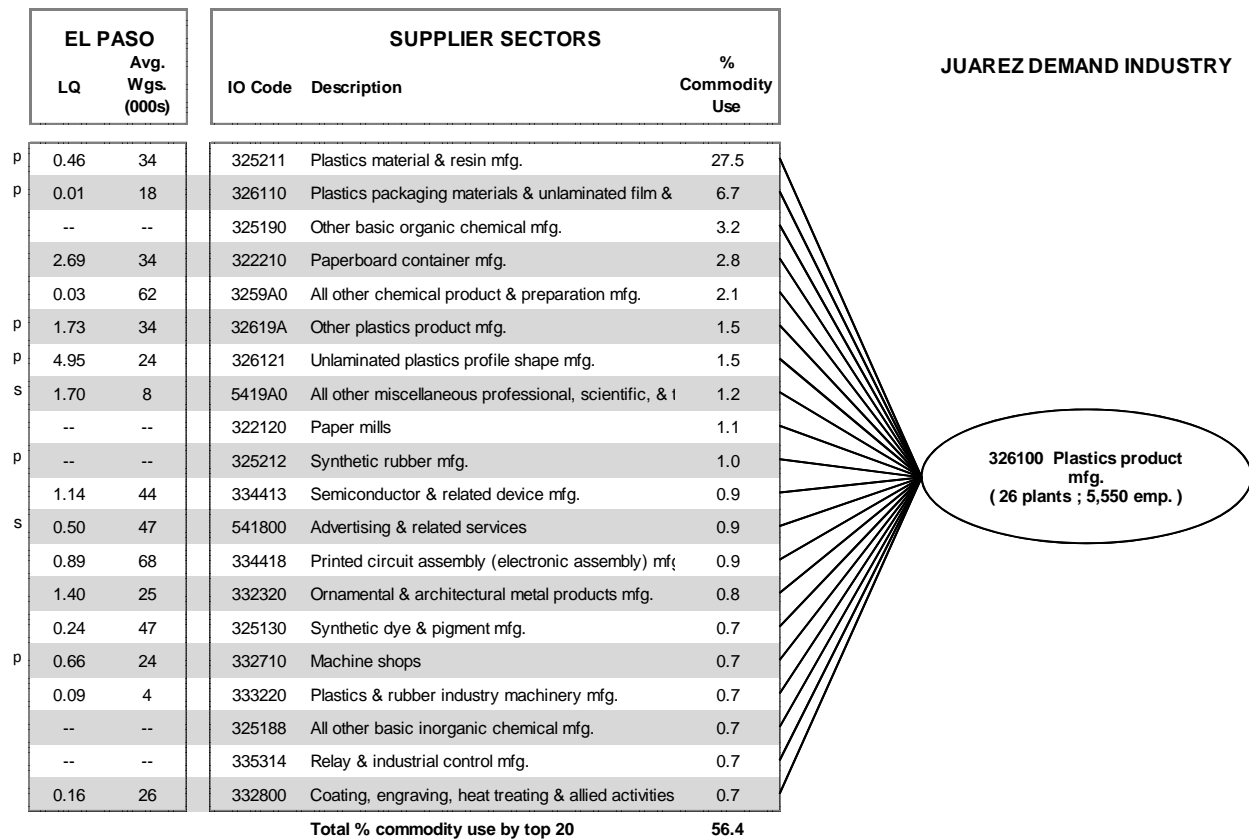 EL PASO
SUPPLIER SECTORS
JUAREZ DEMAND INDUSTRY
LQ Avg. Wgs. (000s) IO Code Description % Commodity Use
p 0.46 34 325211 Plastics material & resin mfg. 27.5
p 0.01 18 326110 Plastics packaging materials & unlaminated film & 6.7
-- -- 325190 Other basic organic chemical mfg. 3.2
2.69 34 322210 Paperboard container mfg. 2.8
0.03 62 3259A0 All other chemical product & preparation mfg. 2.1
p 1.73 34 32619A Other plastics product mfg. 1.5
p 4.95 24 326121 Unlaminated plastics profile shape mfg. 1.5
s 1.70 8 5419A0 All other miscellaneous professional, scientific, & 1.2
-- -- 322120 Paper mills 1.1
p -- -- 325212 Synthetic rubber mfg. 1.0
1.14 44 334413 Semiconductor & related device mfg. 0.9
s 0.50 47 541800 Advertising & related services 0.9
0.89 68 334418 Printed circuit assembly (electronic assembly) mf 0.9
1.40 25 332320 Ornamental & architectural metal products mfg. 0.8
0.24 47 325130 Synthetic dye & pigment mfg. 0.7
p 0.66 24 332710 Machine shops 0.7
0.09 4 333220 Plastics & rubber industry machinery mfg. 0.7
-- -- 325188 All other basic inorganic chemical mfg. 0.7
-- -- 335314 Relay & industrial control mfg. 0.7
0.16 26 332800 Coating, engraving, heat treating & allied activities 0.7
Total % commodity use by top 20 56.4
326100 Plastics product
mfg.
( 26 plants ; 5,550 emp. )